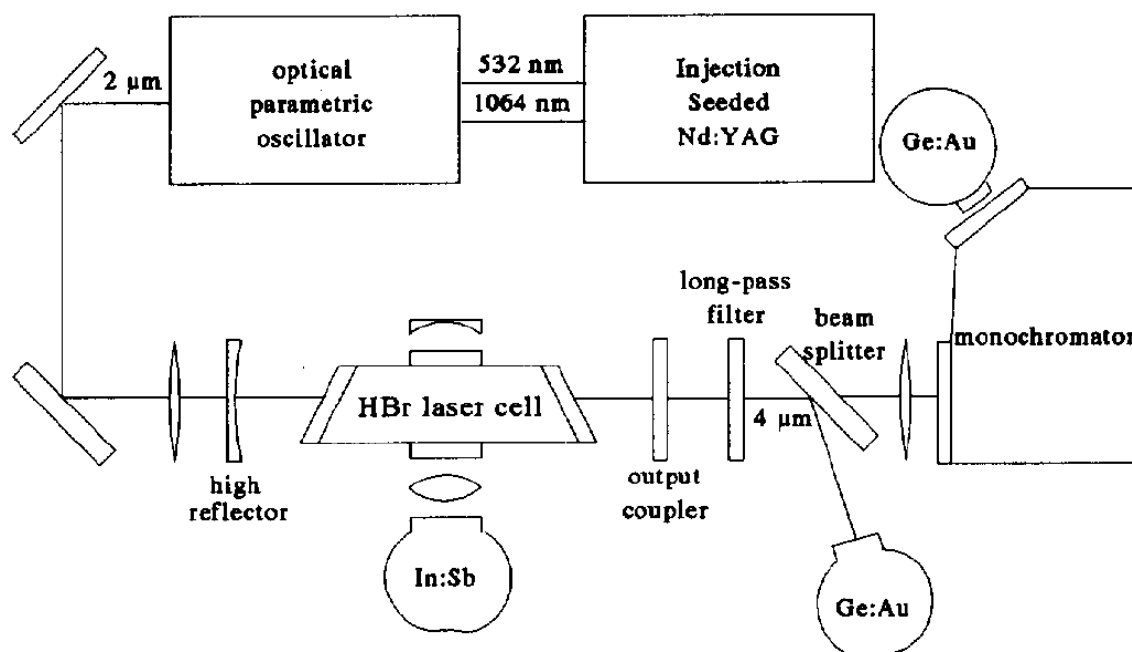 optical
parametric
oscillator
2 µm
532 nm
1064 nm
Injection
Seeded
Nd:YAG
Ge:Au
long-pass
filter
beam
splitter
monochromator
HBr laser cell
4 µm
high
reflector
output
coupler
In:Sb
Ge:Au